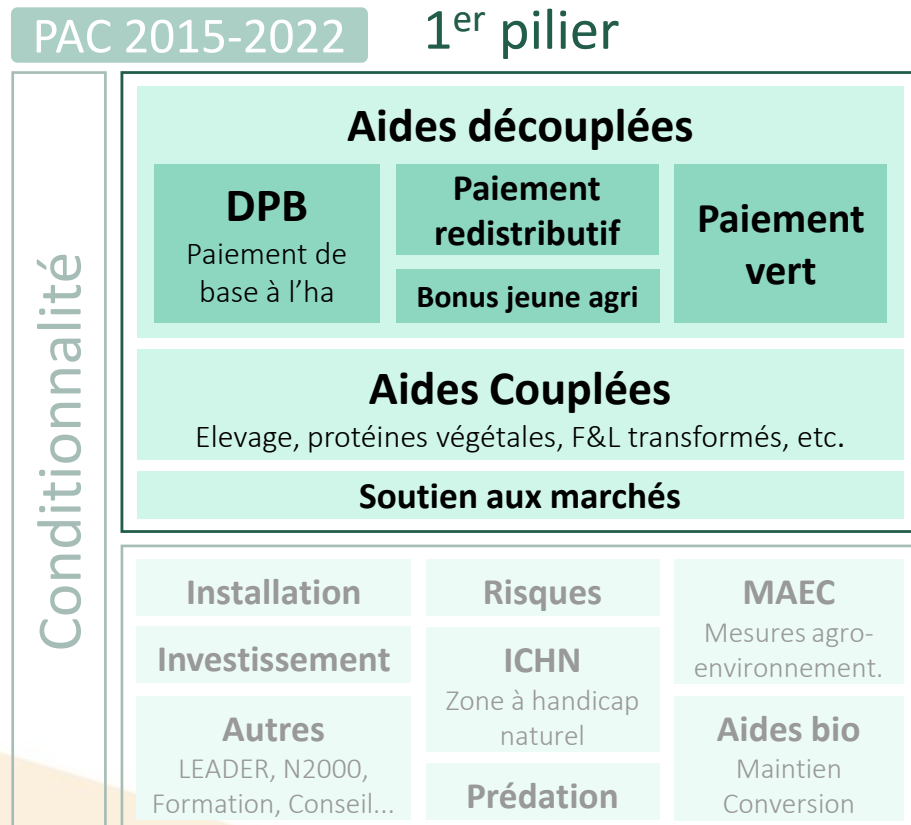 PAC 2015-2022
1er pilier
Conditionnalité
Aides découplées
DPB
Paiement de
base à l’ha
Paiement
redistributif
Bonus jeune agri
Paiement
vert
Aides Couplées
Elevage, protéines végétales, F&L transformés, etc.
Soutien aux marchés
Installation
Investissement
Autres
LEADER, N2000,
Formation, Conseil...
Risques
ICHN
Zone à handicap
naturel
Prédation
MAEC
Mesures agro-
environnement.
Aides bio
Maintien
Conversion